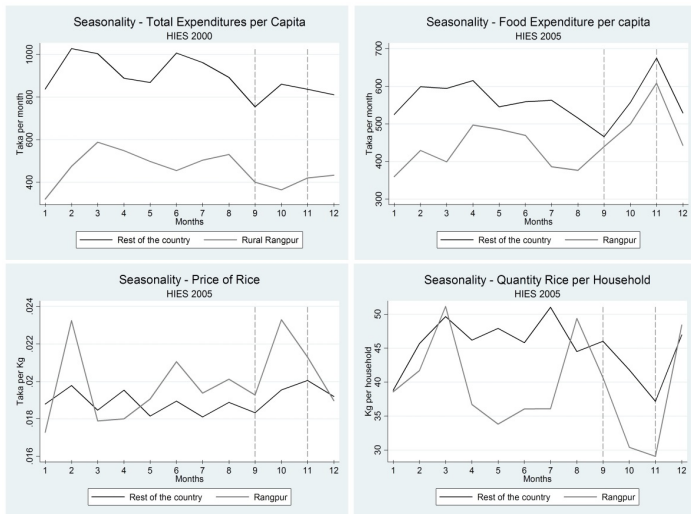 Seasonality - Total Expenditures per Capita
HIES 2000
Taka per month
400 600 800 1000
1 2 3 4 5 6 7 8 9 10 11 12
Months
Rest of the country Rural Rangpur
Seasonality - Food Expenditure per capita
HIES 2005
Taka per month
300 400 500 600 700
1 2 3 4 5 6 7 8 9 10 11 12
Months
Rest of the country Rangpur
Seasonality - Price of Rice
HIES 2005
Taka per Kg
.016 .018 .02 .022 .024
1 2 3 4 5 6 7 8 9 10 11 12
Months
Rest of the country Rangpur
Seasonality - Quantity Rice per Household
HIES 2005
Kg per household
30 35 40 45 50
1 2 3 4 5 6 7 8 9 10 11 12
Months
Rest of the country Rangpur